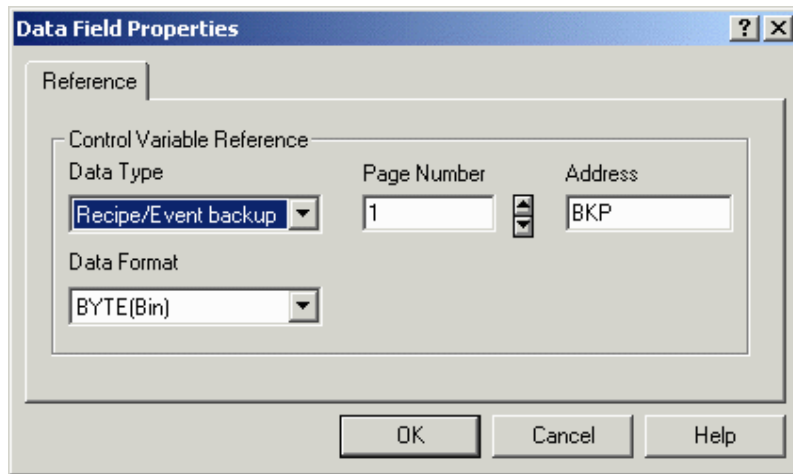 Data Field Properties
Reference
Control Variable Reference
Data Type Page Number Address
Recipe/Event backup 1 BKP
Data Format
BYTE(Bin)
OK Cancel Help